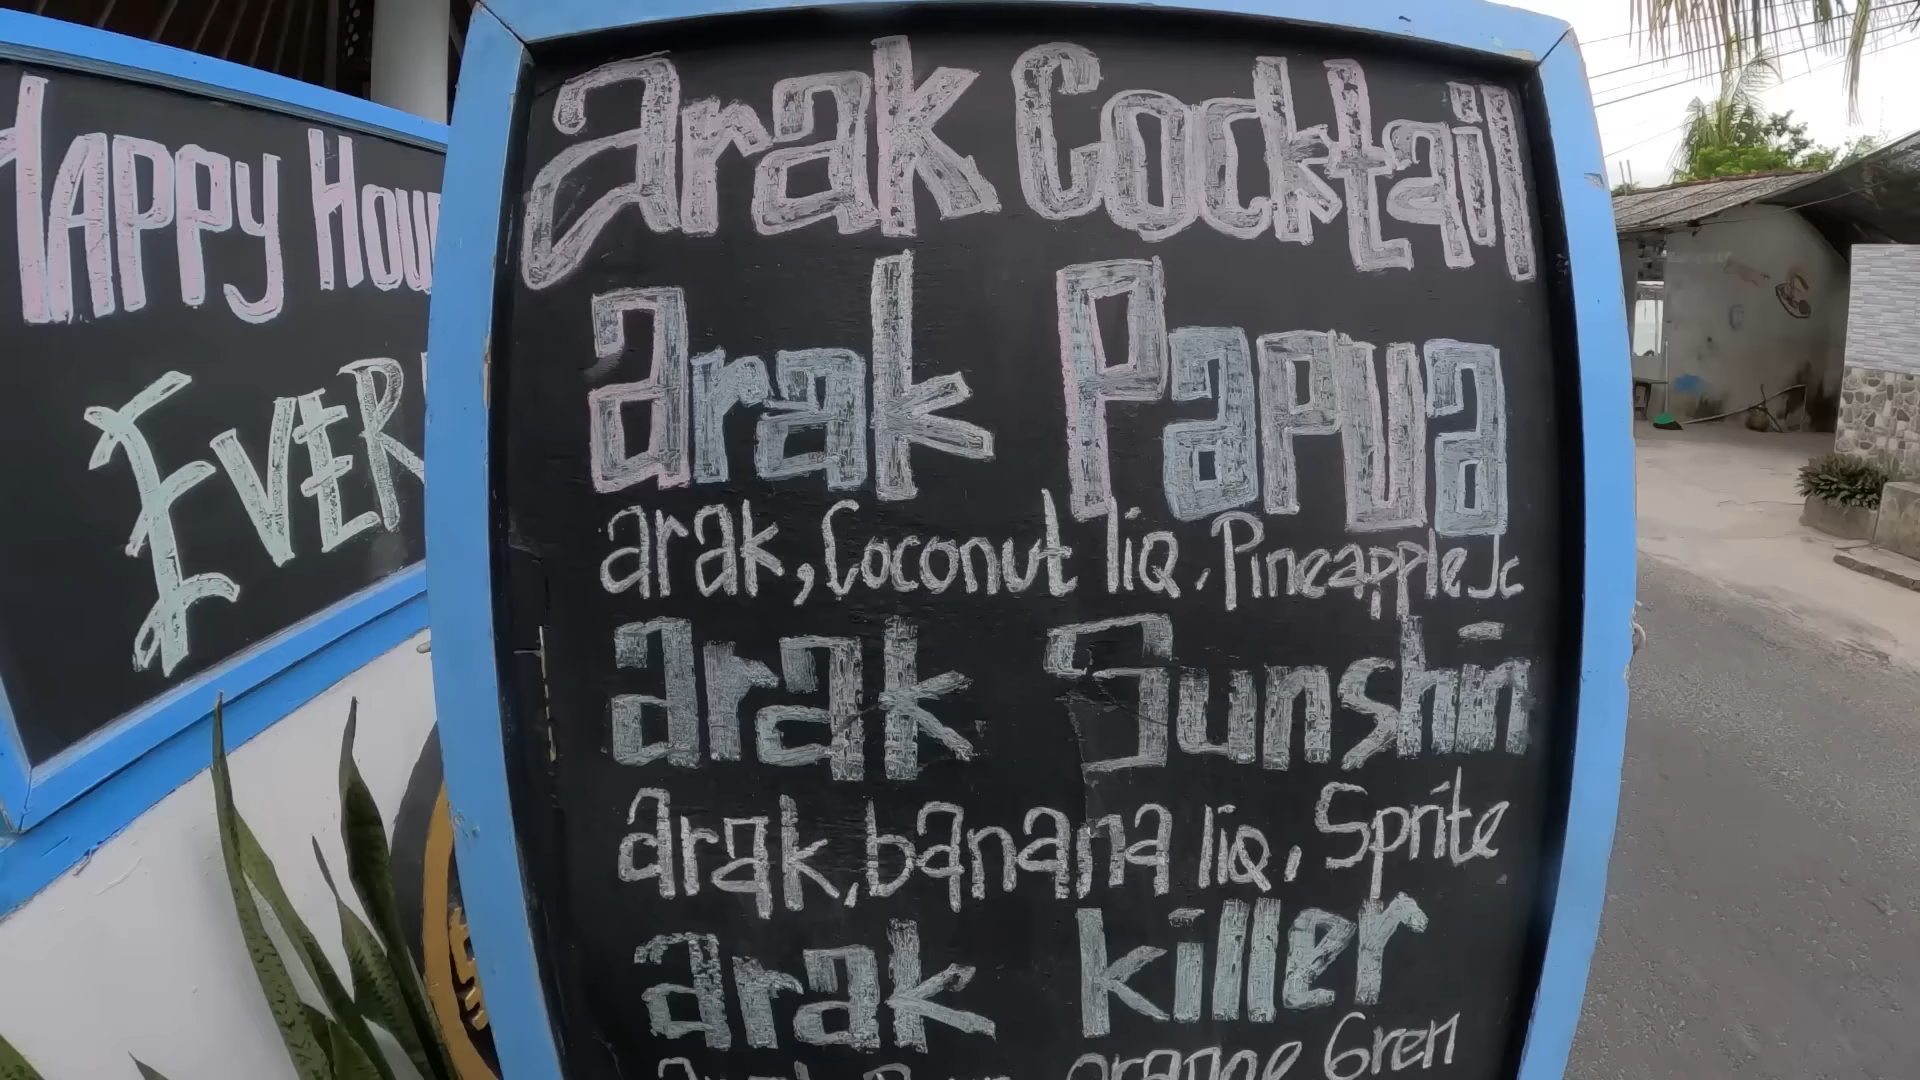 HAPPY HOU
EVER
arak Cocktail
arak Papua
arak, Coconut liq, Pineapple Jc
arak Sunshin
arak, banana liq, Sprite
arak killer
orange Gren